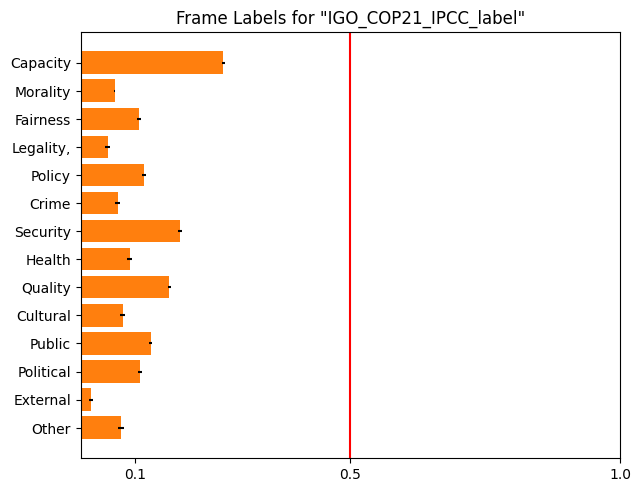 Frame Labels for "IGO_COP21_IPCC_label"
Capacity
Morality
Fairness
Legality,
Policy
Crime
Security
Health
Quality
Cultural
Public
Political
External
Other
0.1 0.5 1.0